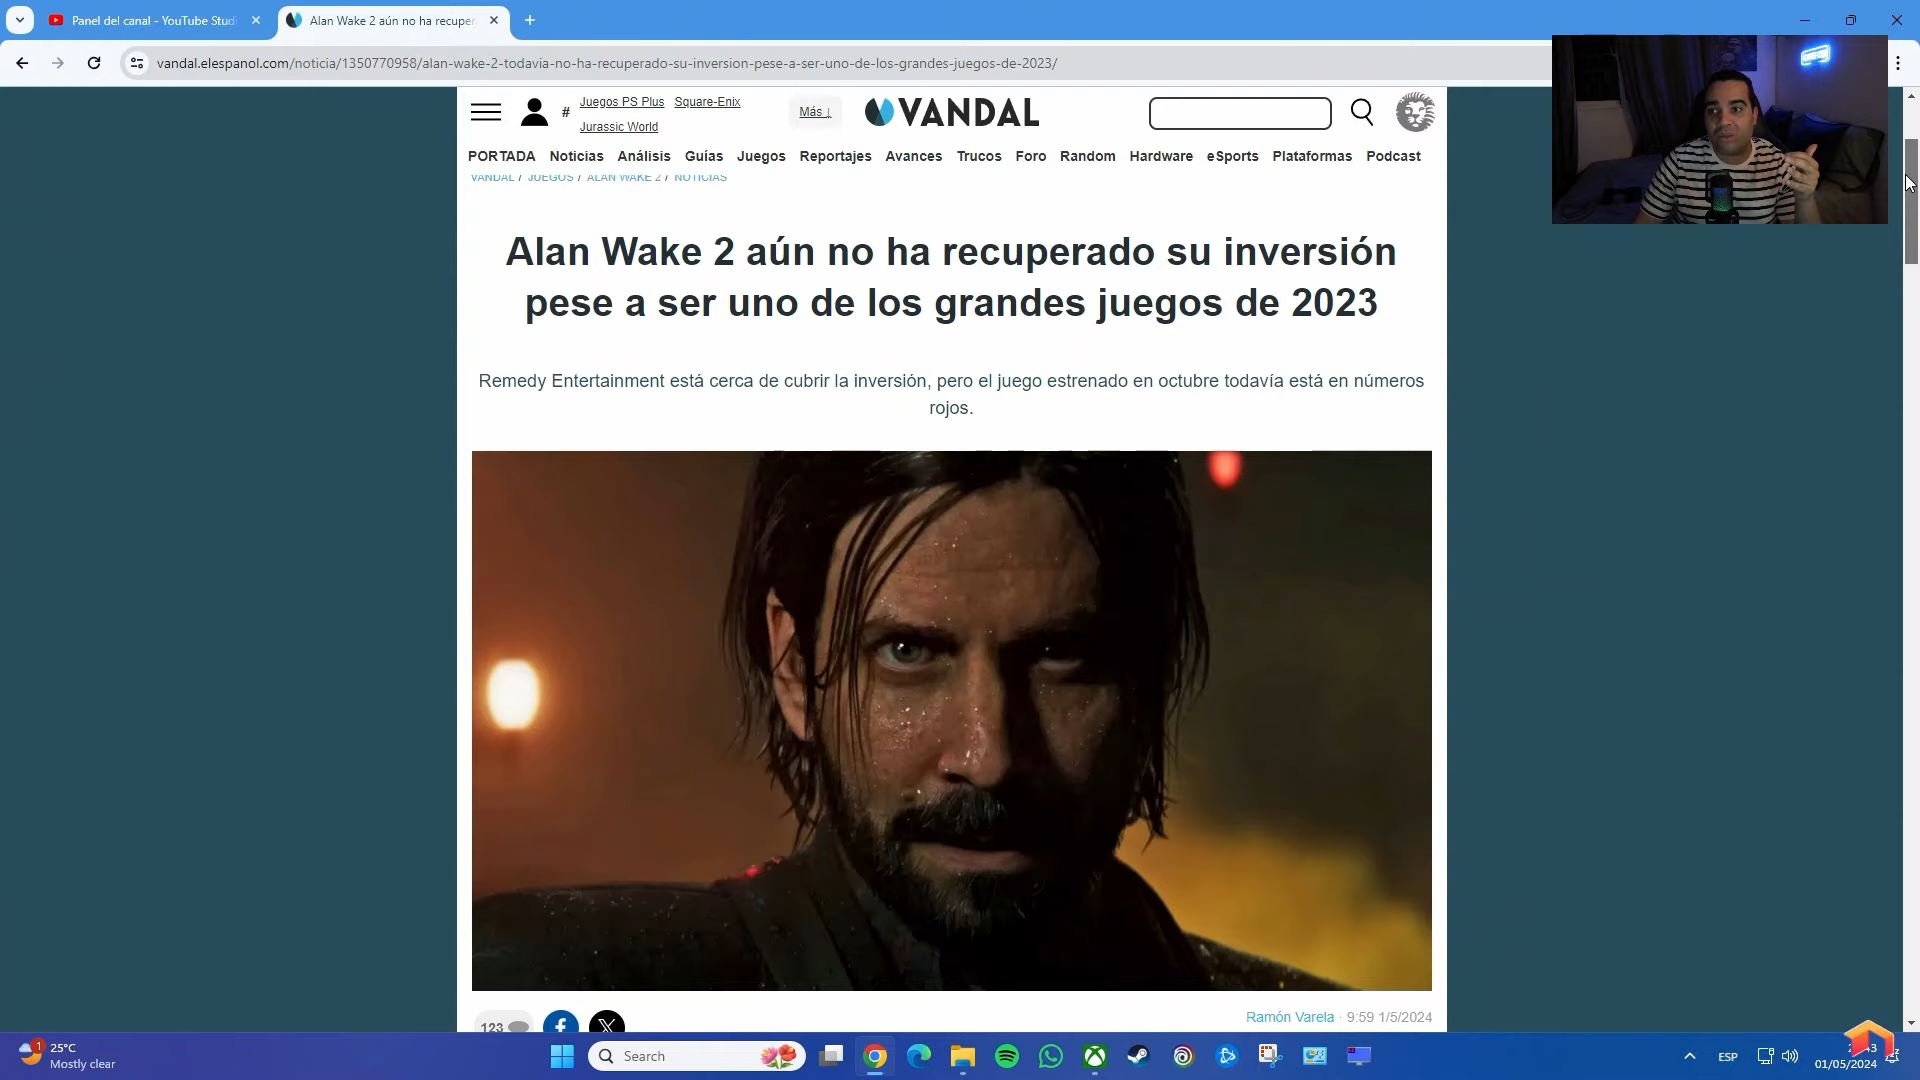 Panel del canal - YouTube Studi
Alan Wake 2 aún no ha recuper
vandal.elespanol.com/noticia/1350770958/alan-wake-2-todavia-no-ha-recuperado-su-inversion-pese-a-ser-uno-de-los-grandes-juegos-de-2023/
# Juegos PS Plus Square-Enix
Jurassic World
Más ↓
VANDAL
PORTADA Noticias Análisis Guías Juegos Reportajes Avances Trucos Foro Random Hardware eSports Plataformas Podcast
VANDAL / JUEGOS / ALAN WAKE 2 / NOTICIAS
Alan Wake 2 aún no ha recuperado su inversión
pese a ser uno de los grandes juegos de 2023
Remedy Entertainment está cerca de cubrir la inversión, pero el juego estrenado en octubre todavía está en números
rojos.
123
Ramón Varela · 9:59 1/5/2024
1
25°C
Mostly clear
Search
ESP
01/05/2024